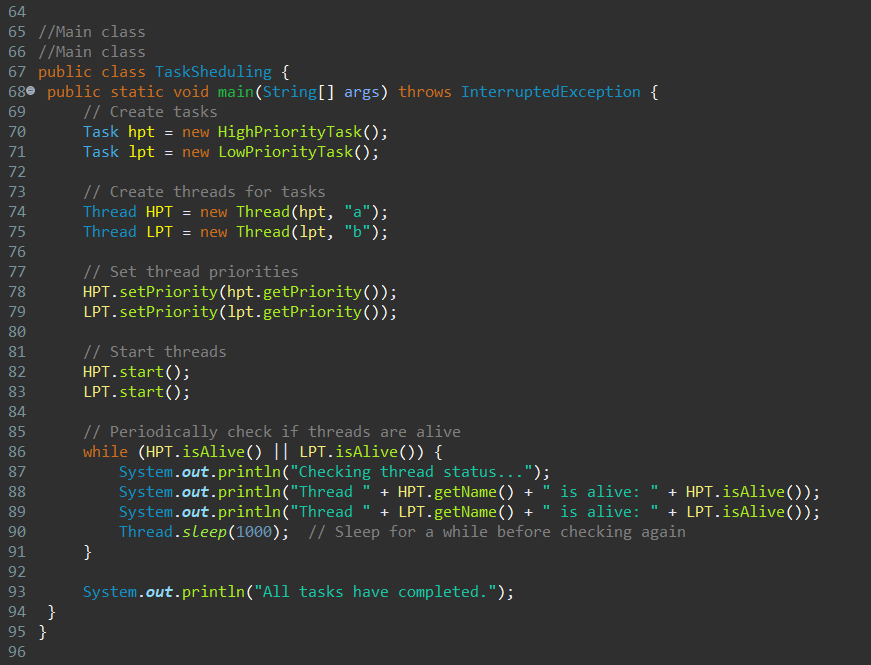 64
65 //Main class
66 //Main class
67 public class TaskSheduling {
68 public static void main(String[] args) throws InterruptedException {
69 // Create tasks
70 Task hpt = new HighPriorityTask();
71 Task lpt = new LowPriorityTask();
72
73 // Create threads for tasks
74 Thread HPT = new Thread(hpt, "a");
75 Thread LPT = new Thread(lpt, "b");
76
77 // Set thread priorities
78 HPT.setPriority(hpt.getPriority());
79 LPT.setPriority(lpt.getPriority());
80
81 // Start threads
82 HPT.start();
83 LPT.start();
84
85 // Periodically check if threads are alive
86 while (HPT.isAlive() || LPT.isAlive()) {
87 System.out.println("Checking thread status...");
88 System.out.println("Thread " + HPT.getName() + " is alive: " + HPT.isAlive());
89 System.out.println("Thread " + LPT.getName() + " is alive: " + LPT.isAlive());
90 Thread.sleep(1000);  // Sleep for a while before checking again
91 }
92
93 System.out.println("All tasks have completed.");
94 }
95 }
96